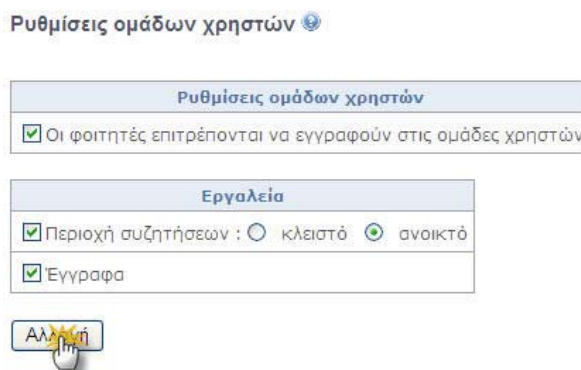 Ρυθμίσεις ομάδων χρηστών
Ρυθμίσεις ομάδων χρηστών
Οι φοιτητές επιτρέπονται να εγγραφούν στις ομάδες χρηστών
Εργαλεία
Περιοχή συζητήσεων : κλειστό ανοικτό
Έγγραφα
Αλλαγή